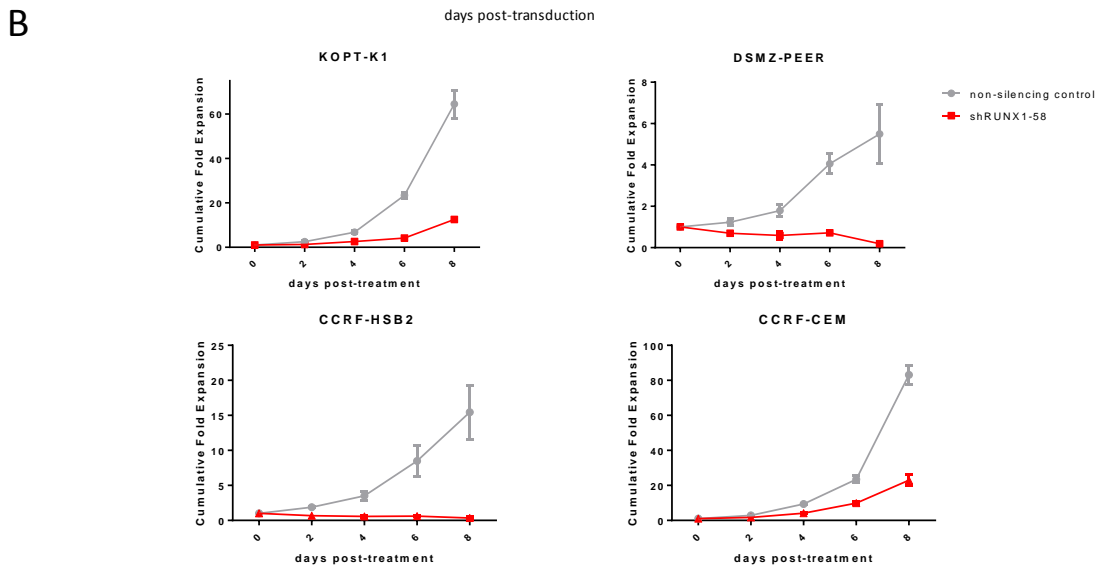 B
days post-transduction
KOPT-K1
Cumulative Fold Expansion
60
40
20
0
0 2 4 6 8
days post-treatment
DSMZ-PEER
Cumulative Fold Expansion
8
6
4
2
0
0 2 4 6 8
days post-treatment
non-silencing control
shRUNX1-58
CCRF-HSB2
Cumulative Fold Expansion
25
20
15
10
5
0
0 2 4 6 8
days post-treatment
CCRF-CEM
Cumulative Fold Expansion
100
80
60
40
20
0
0 2 4 6 8
days post-treatment